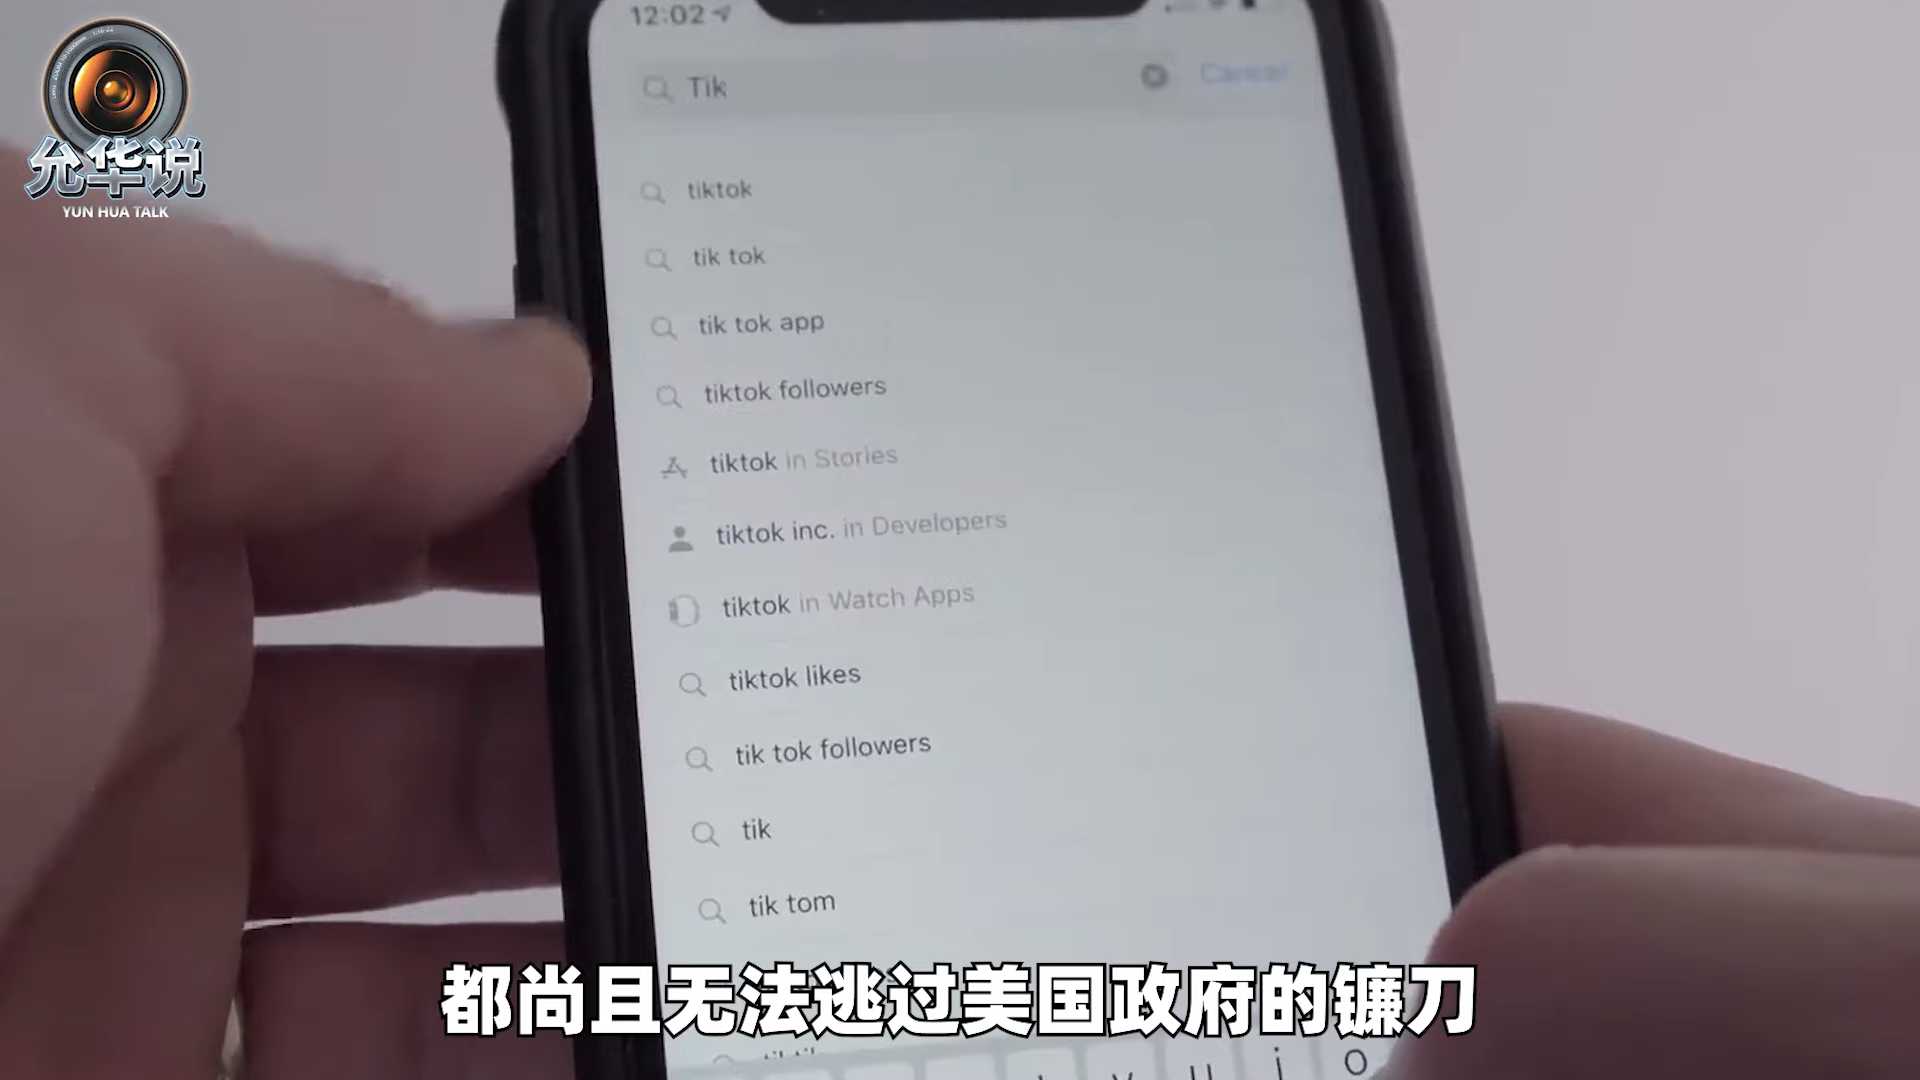 12:02
Tik
Cancel
允华说
YUN HUA TALK
tiktok
tik tok
tik tok app
tiktok followers
tiktok in Stories
tiktok inc. in Developers
tiktok in Watch Apps
tiktok likes
tik tok followers
tik
tik tom
都尚且无法逃过美国政府的镰刀
y u i o